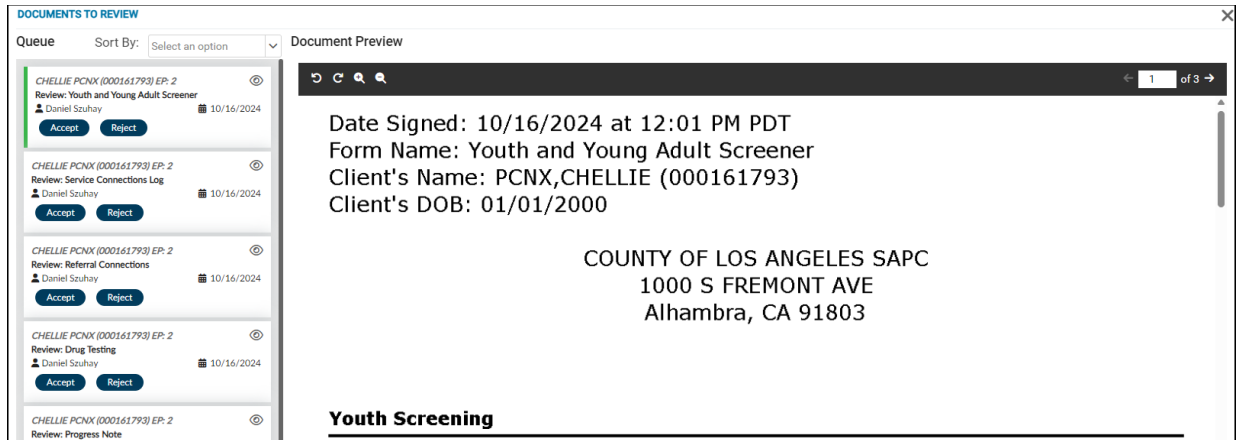 DOCUMENTS TO REVIEW
Queue
Sort By: Select an option
CHELLIE PCNX (000161793) EP: 2
Review: Youth and Young Adult Screener
Daniel Szuhay 10/16/2024
Accept Reject
CHELLIE PCNX (000161793) EP: 2
Review: Service Connections Log
Daniel Szuhay 10/16/2024
Accept Reject
CHELLIE PCNX (000161793) EP: 2
Review: Referral Connections
Daniel Szuhay 10/16/2024
Accept Reject
CHELLIE PCNX (000161793) EP: 2
Review: Drug Testing
Daniel Szuhay 10/16/2024
Accept Reject
CHELLIE PCNX (000161793) EP: 2
Review: Progress Note
Document Preview
1 of 3
Date Signed: 10/16/2024 at 12:01 PM PDT
Form Name: Youth and Young Adult Screener
Client's Name: PCNX,CHELLIE (000161793)
Client's DOB: 01/01/2000
COUNTY OF LOS ANGELES SAPC
1000 S FREMONT AVE
Alhambra, CA 91803
Youth Screening